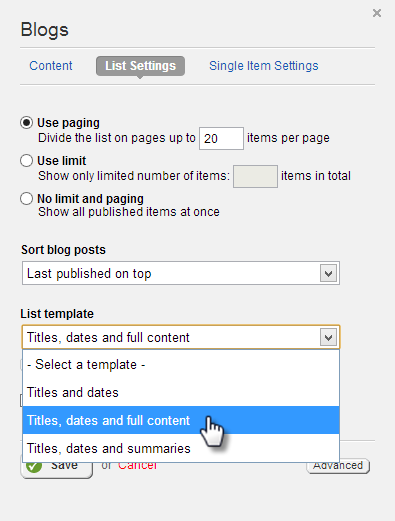 Blogs
Content List Settings Single Item Settings
Use paging
Divide the list on pages up to 20 items per page
Use limit
Show only limited number of items: items in total
No limit and paging
Show all published items at once
Sort blog posts
Last published on top
List template
Titles, dates and full content
- Select a template -
Titles and dates
Titles, dates and full content
Titles, dates and summaries
Save or Cancel Advanced